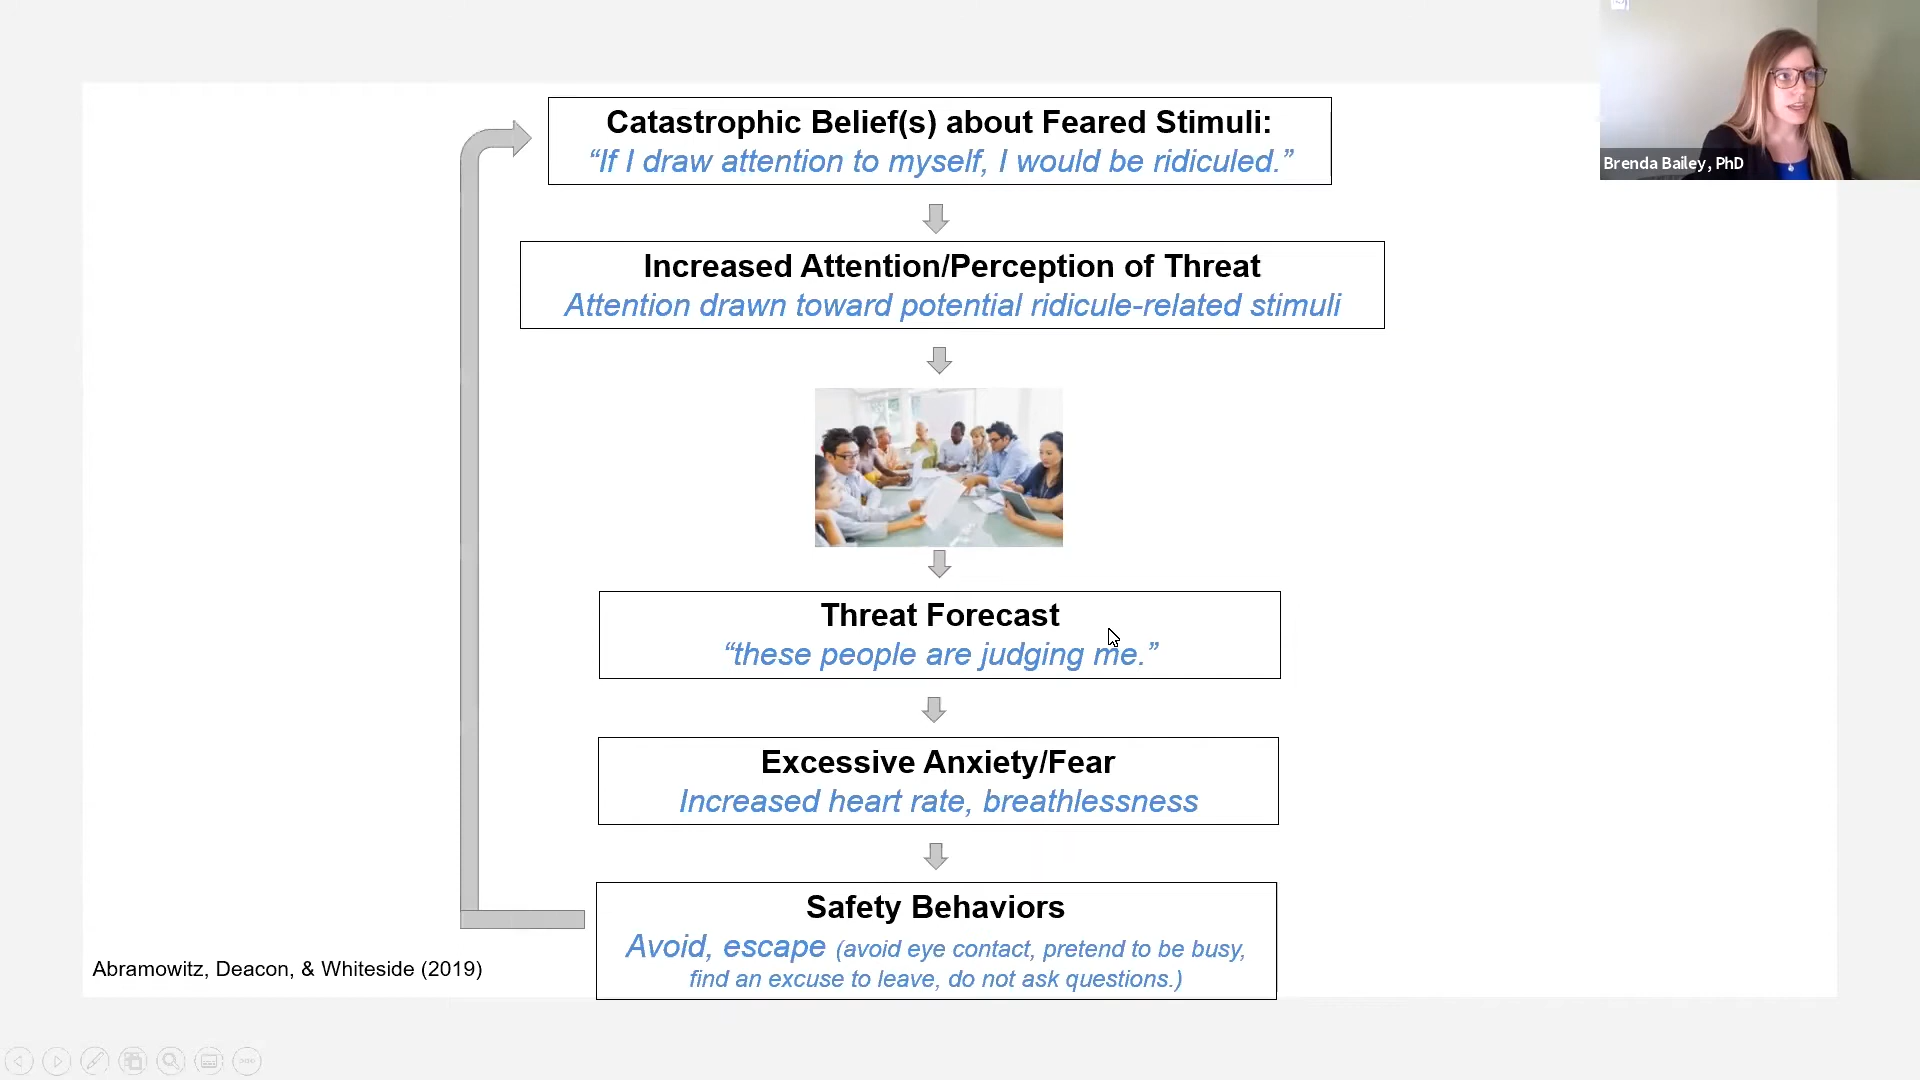 Catastrophic Belief(s) about Feared Stimuli:
“If I draw attention to myself, I would be ridiculed.”
Brenda Bailey, PhD
Increased Attention/Perception of Threat
Attention drawn toward potential ridicule-related stimuli
Threat Forecast
“these people are judging me.”
Excessive Anxiety/Fear
Increased heart rate, breathlessness
Safety Behaviors
Avoid, escape (avoid eye contact, pretend to be busy,
find an excuse to leave, do not ask questions.)
Abramowitz, Deacon, & Whiteside (2019)